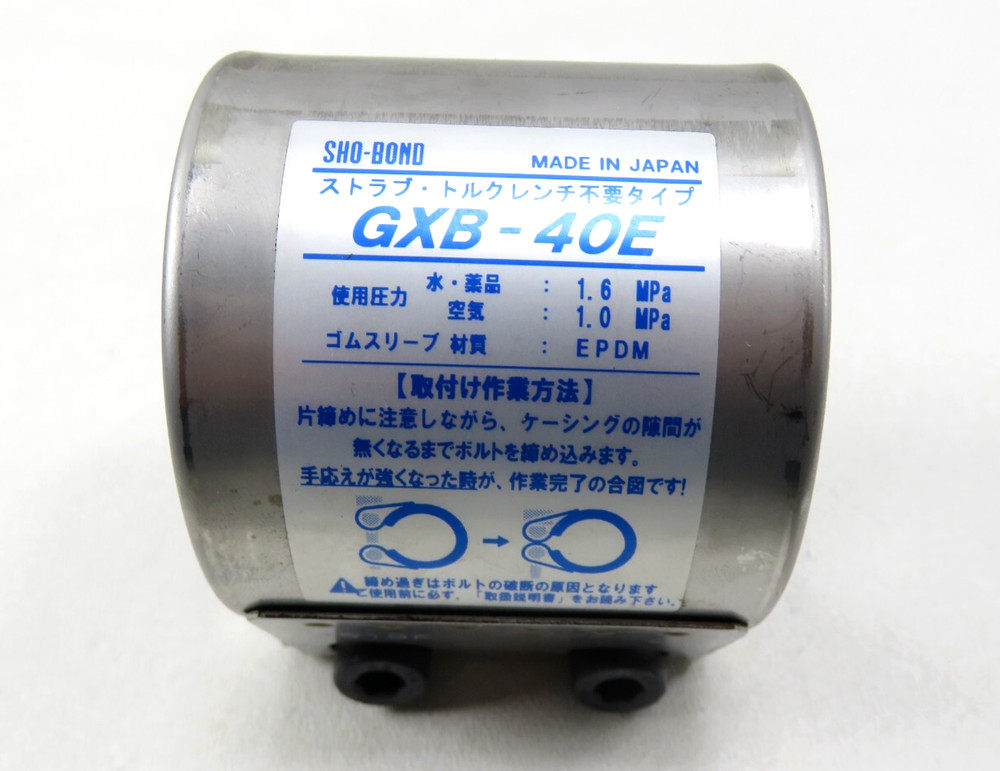 SHO-BOND
MADE IN JAPAN
ストラブ・トルクレンチ不要タイプ
GXB-40E
使用圧力 水・薬品 : 1.6 MPa
空気 : 1.0 MPa
ゴムスリーブ 材質 : EPDM
【取付け作業方法】
片締めに注意しながら、ケーシングの隙間が
無くなるまでボルトを締め込みます。
手応えが強くなった時が、作業完了の合図です!
締め過ぎはボルトの破断の原因となります
ご使用前に必ず、「取扱説明書」をお読み下さい。